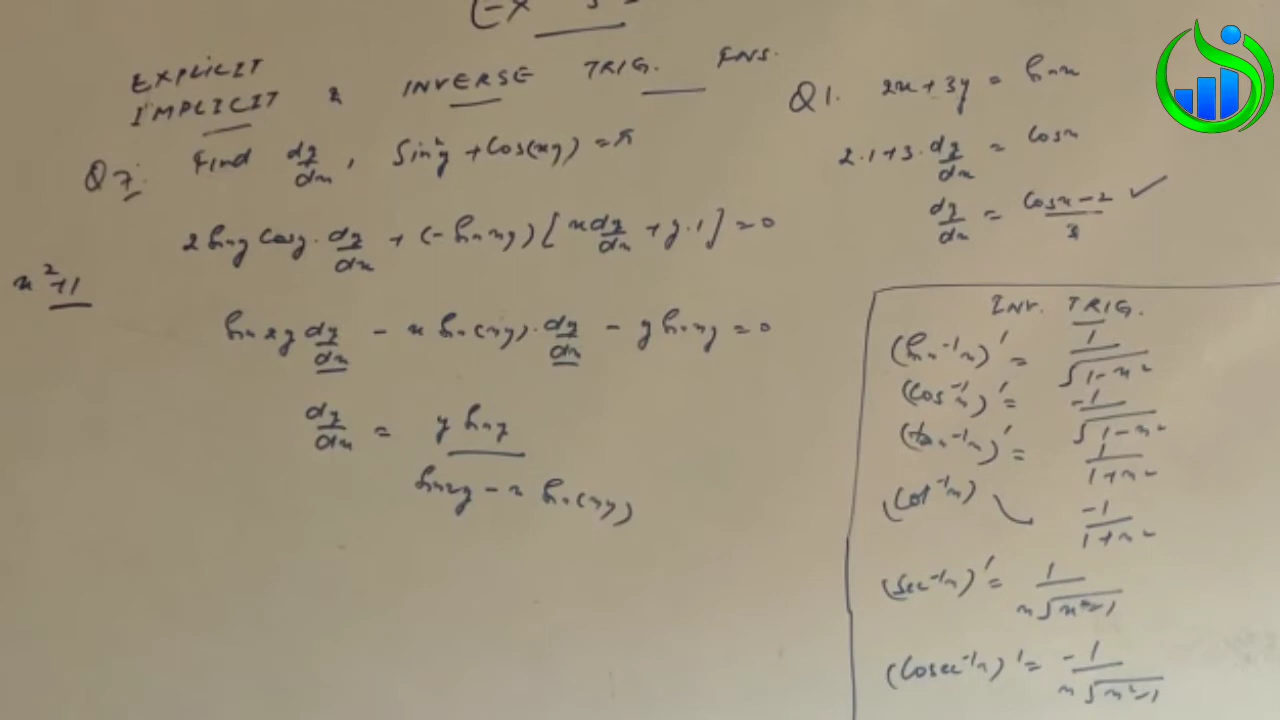 Ex 5
EXPLICIT
IMPLICIT & INVERSE TRIG. FNS.
Q7. Find dy/dx, Sin²y + Cos(xy) = π
2 sin y cos y · dy/dx + (- sin xy) [x dy/dx + y·1] = 0
x² + 1
sin 2y dy/dx - x sin(xy) · dy/dx - y sin xy = 0
dy/dx = y sin y / sin 2y - x sin(xy)
Q1. 2x + 3y = sin x
2·1 + 3· dy/dx = cos x
dy/dx = cos x - 2 / 3 ✓
INV. TRIG.
(sin⁻¹x)' = 1/√1-x²
(cos⁻¹x)' = -1/√1-x²
(tan⁻¹x)' = 1/1+x²
(cot⁻¹x) -1/1+x²
(sec⁻¹x)' = 1/x√x²-1
(cosec⁻¹x)' = -1/x√x²-1